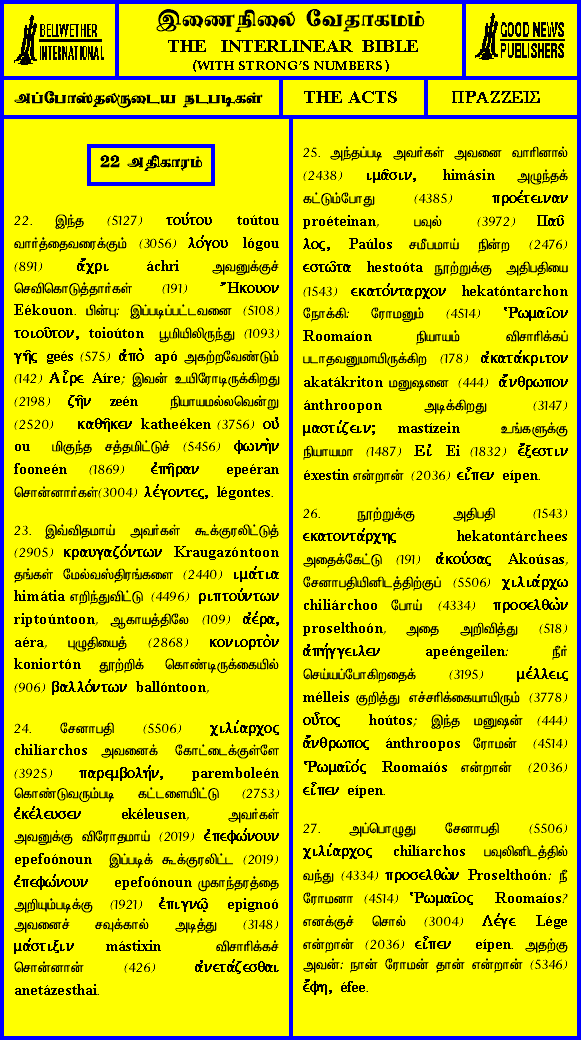 BELLWETHER
INTERNATIONAL
இணைநிலை வேதாகமம்
THE INTERLINEAR BIBLE
(WITH STRONG'S NUMBERS)
GOOD NEWS
PUBLISHERS
அப்போஸ்தலருடைய நடபடிகள்
THE ACTS
ΠΡΑΖΖΕΙΣ
22 அதிகாரம்
22. இந்த (5127) τούτου toútou
வார்த்தைவரைக்கும் (3056) λόγου lógou
(891) ἄχρι áchri அவனுக்குச்
செவிகொடுத்தார்கள் (191) Ἤκουον
Eékouon. பின்பு: இப்படிப்பட்டவனை (5108)
τοιοῦτον, toioúton பூமியிலிருந்து (1093)
γῆς geés (575) ἀπὸ apó அகற்றவேண்டும்
(142) Αἶρε Aíre; இவன் உயிரோடிருக்கிறது
(2198) ζῆν zeén நியாயமல்லவென்று
(2520) καθῆκεν katheéken (3756) οὐ
ou மிகுந்த சத்தமிட்டுச் (5456) φωνὴν
fooneén (1869) ἐπῆραν epeéran
சொன்னார்கள்(3004) λέγοντες, légontes.
23. இவ்விதமாய் அவர்கள் கூக்குரலிட்டுத்
(2905) κραυγαζόντων Kraugazóntoon
தங்கள் மேல்வஸ்திரங்களை (2440) ιμάτια
himátia எறிந்துவிட்டு (4496) ριπτούντων
riptoúntoon, ஆகாயத்திலே (109) ἀέρα,
aéra, புழுதியைத் (2868) κονιορτὸν
koniortón தூற்றிக் கொண்டிருக்கையில்
(906) βαλλόντων ballóntoon,
24. சேனாபதி (5506) χιλίαρχος
chilíarchos அவனைக் கோட்டைக்குள்ளே
(3925) παρεμβολήν, paremboleén
கொண்டுவரும்படி கட்டளையிட்டு (2753)
ἐκέλευσεν ekéleusen, அவர்கள்
அவனுக்கு விரோதமாய் (2019) ἐπεφώνουν
epefoónoun இப்படிக் கூக்குரலிட்ட (2019)
ἐπεφώνουν epefoónoun முகாந்தரத்தை
அறியும்படிக்கு (1921) ἐπιγνῷ epignoó
அவனைச் சவுக்கால் அடித்து (3148)
μάστιξιν mástixin விசாரிக்கச்
சொன்னான் (426) ἀνετάζεσθαι
anetázesthai.
25. அந்தப்படி அவர்கள் அவனை வாரினால்
(2438) ιμᾶσιν, himásin அழுந்தக்
கட்டும்போது (4385) προέτειναν
proéteinan, பவுல் (3972) Παῦ
λος, Paúlos சமீபமாய் நின்ற (2476)
εστῶτα hestoóta நூற்றுக்கு அதிபதியை
(1543) εκατόνταρχον hekatóntarchon
நோக்கி: ரோமனும் (4514) Ῥωμαῖον
Roomaíon நியாயம் விசாரிக்கப்
படாதவனுமாயிருக்கிற (178) ἀκατάκριτον
akatákriton மனுஷனை (444) ἄνθρωπον
ánthroopon அடிக்கிறது (3147)
μαστίζειν; mastízein உங்களுக்கு
நியாயமா (1487) Εἰ Ei (1832) ἔξεστιν
éxestin என்றான் (2036) εἶπεν eípen.
26. நூற்றுக்கு அதிபதி (1543)
εκατοντάρχης hekatontárchees
அதைக்கேட்டு (191) ἀκούσας Akoúsas,
சேனாபதியினிடத்திற்குப் (5506) χιλιάρχω
chiliárchoo போய் (4334) προσελθὼν
proselthoón, அதை அறிவித்து (518)
ἀπήγγειλεν apeéngeilen: நீர்
செய்யப்போகிறதைக் (3195) μέλλεις
mélleis குறித்து எச்சரிக்கையாயிரும் (3778)
οὗτος hoútos; இந்த மனுஷன் (444)
ἄνθρωπος ánthroopos ரோமன் (4514)
Ῥωμαῖός Roomaíós என்றான் (2036)
εἶπεν eípen.
27. அப்பொழுது சேனாபதி (5506)
χιλίαρχος chilíarchos பவுலினிடத்தில்
வந்து (4334) προσελθὼν Proselthoón: நீ
ரோமனா (4514) Ῥωμαῖος Roomaíos?
எனக்குச் சொல் (3004) Λέγε Lége
என்றான் (2036) εἶπεν eípen. அதற்கு
அவன்: நான் ரோமன் தான் என்றான் (5346)
ἔφη, éfee.